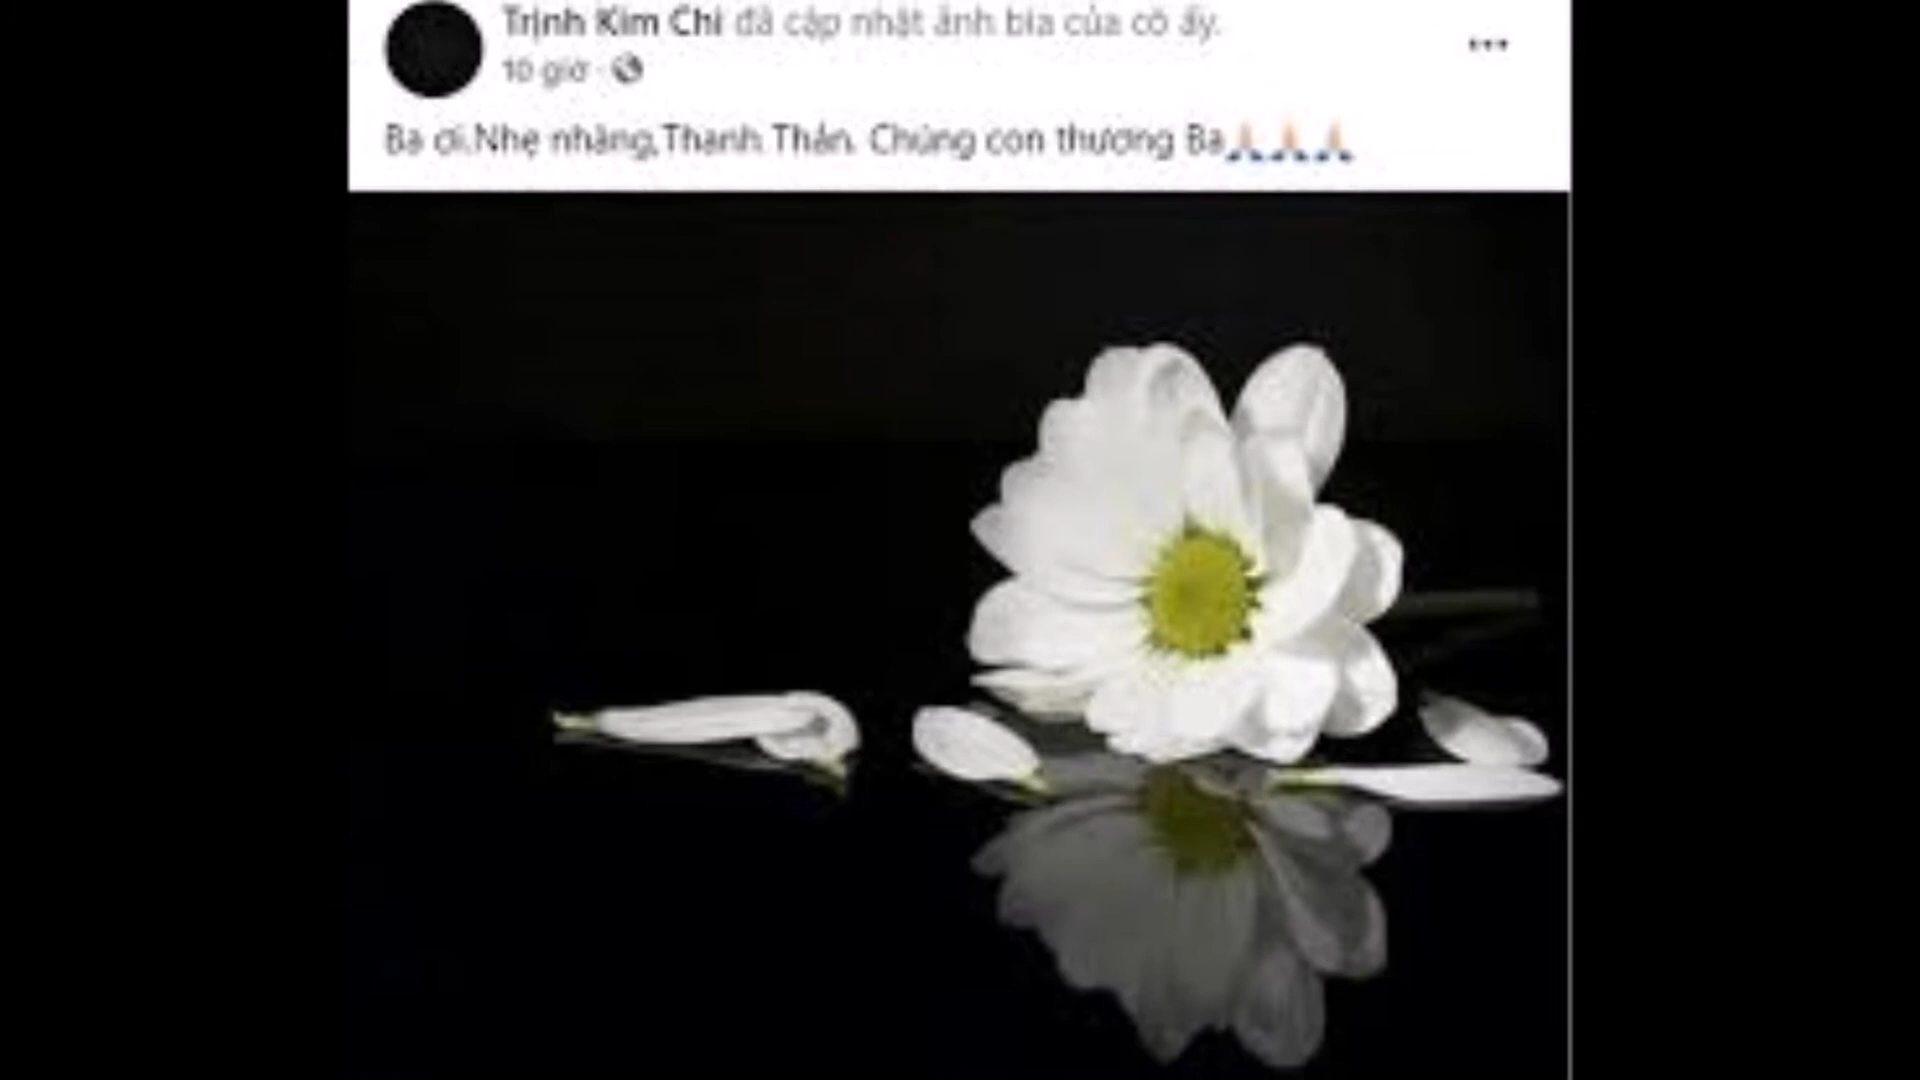 Trịnh Kim Chi đã cập nhật ảnh bìa của cô ấy.
10 giờ ·
Ba ơi.Nhẹ nhàng,Thanh Thản. Chúng con thương Ba🙏🏻🙏🏻🙏🏻